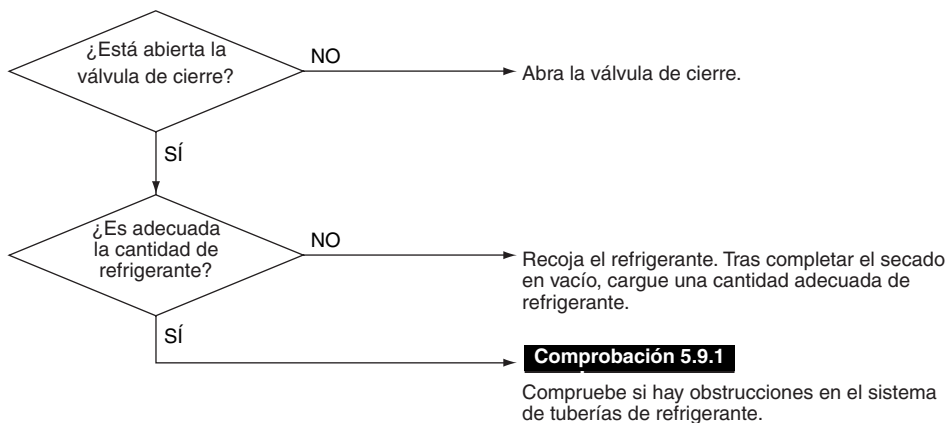 ¿Está abierta la
válvula de cierre?
NO
Abra la válvula de cierre.
SÍ
¿Es adecuada
la cantidad de
refrigerante?
NO
Recoja el refrigerante. Tras completar el secado
en vacío, cargue una cantidad adecuada de
refrigerante.
SÍ
Comprobación 5.9.1
Compruebe si hay obstrucciones en el sistema
de tuberías de refrigerante.